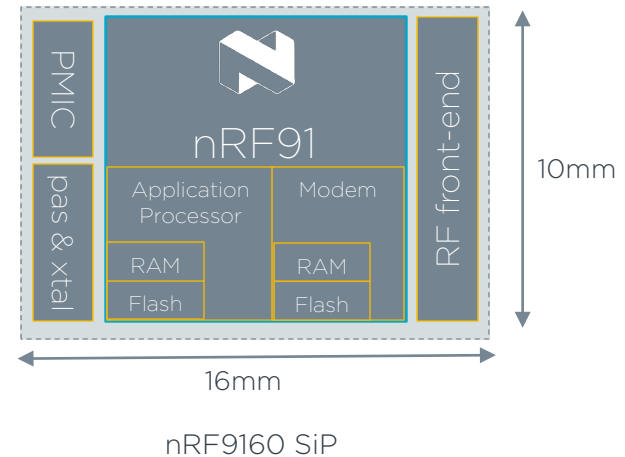 PMIC
pas & xtal
nRF91
Application
Processor
RAM
Flash
Modem
RAM
Flash
RF front-end
10mm
16mm
nRF9160 SiP